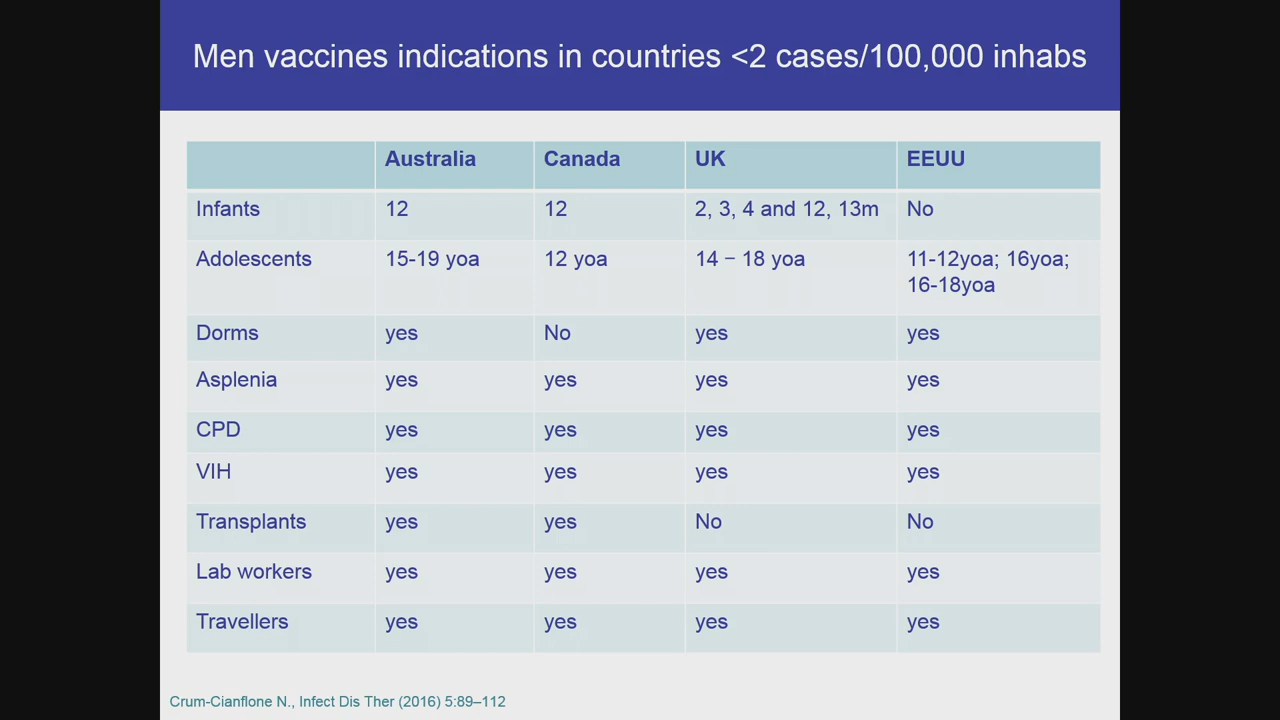 Men vaccines indications in countries <2 cases/100,000 inhabs
Australia Canada UK EEUU
Infants 12 12 2, 3, 4 and 12, 13m No
Adolescents 15-19 yoa 12 yoa 14 – 18 yoa 11-12yoa; 16yoa;
16-18yoa
Dorms yes No yes yes
Asplenia yes yes yes yes
CPD yes yes yes yes
VIH yes yes yes yes
Transplants yes yes No No
Lab workers yes yes yes yes
Travellers yes yes yes yes
Crum-Cianflone N., Infect Dis Ther (2016) 5:89–112